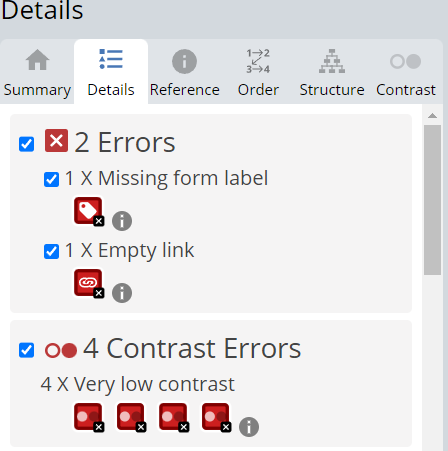 Details
Summary Details Reference Order Structure Contrast
1→2
3→4
2 Errors
1 X Missing form label
1 X Empty link
4 Contrast Errors
4 X Very low contrast